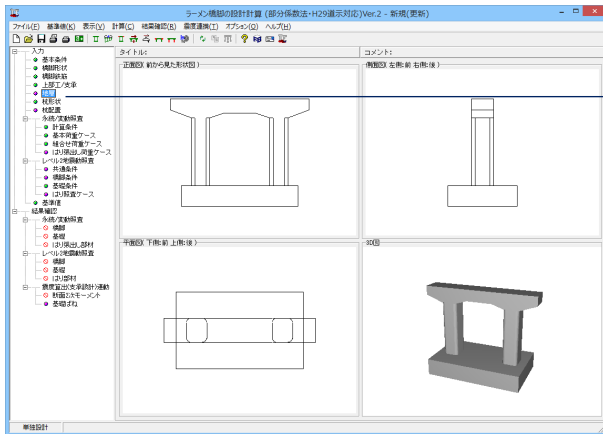 ラーメン橋脚の設計計算 (部分係数法・H29道示対応)Ver.2 - 新規(更新)
ファイル(F) 基準値(K) 表示(V) 計算(C) 結果確認(R) 震度連携(T) オプション(O) ヘルプ(H)
入力
基本条件
橋脚形状
橋脚鉄筋
上部工/支承
地層
杭形状
杭配置
永続/変動照査
計算条件
基本荷重ケース
組合せ荷重ケース
はり張出し荷重ケース
レベル2地震動照査
共通条件
橋脚条件
基礎条件
はり照査ケース
基準値
結果確認
永続/変動照査
橋脚
基礎
はり張出し部材
レベル2地震動照査
橋脚
基礎
はり部材
震度算出(支承設計)連動
断面2次モーメント
基礎ばね
タイトル:
コメント:
正面図( 前から見た形状図 )
側面図( 左側:前 右側:後 )
平面図( 下側:前 上側:後 )
3D図
単独設計